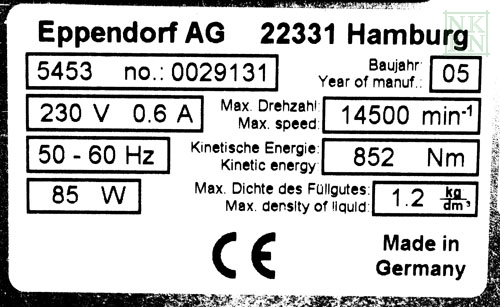 Eppendorf AG 22331 Hamburg
5453 no.: 0029131 Baujahr: Year of manuf.: 05
230 V 0.6 A Max. Drehzahl: Max. speed: 14500 min⁻¹
50 - 60 Hz Kinetische Energie: Kinetic energy: 852 Nm
85 W Max. Dichte des Füllgutes: Max. density of liquid: 1.2 kg/dm³
CE Made in
Germany